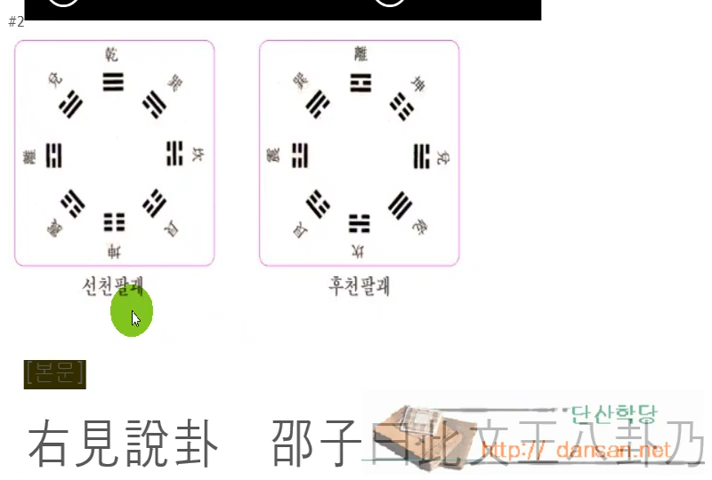 #2
乾
兌 巽
離 坎
震 艮
坤
선천팔괘
離
巽 坤
震 兌
艮 乾
坎
후천팔괘
[본문]
右見說卦 邵子曰此文王八卦乃
단산학당
http:// dansan.net